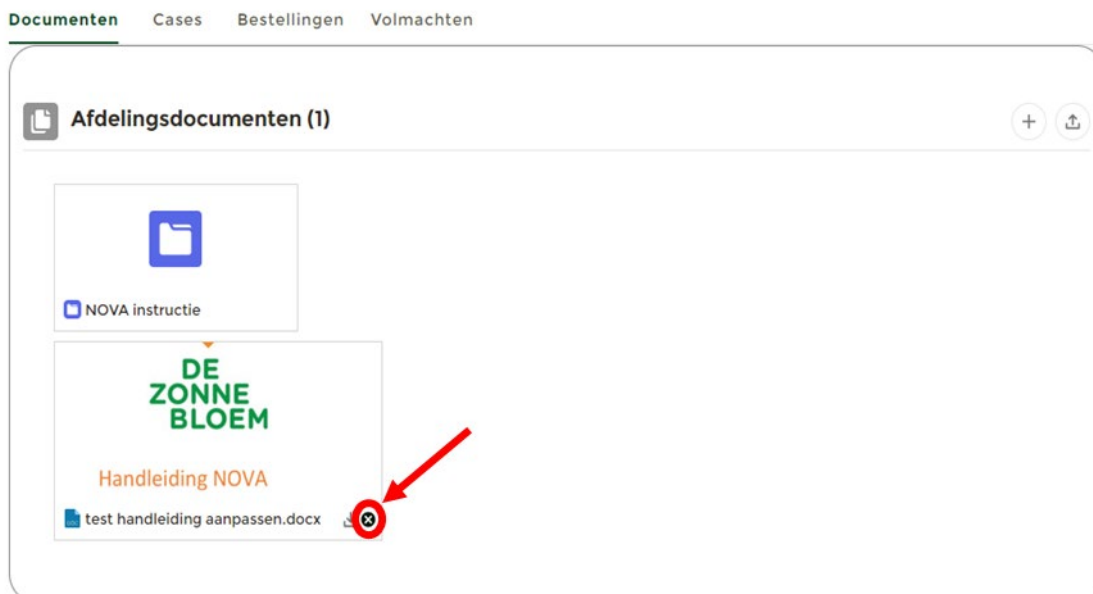 Documenten Cases Bestellingen Volmachten
Afdelingsdocumenten (1)
NOVA instructie
DE
ZONNE
BLOEM
Handleiding NOVA
test handleiding aanpassen.docx